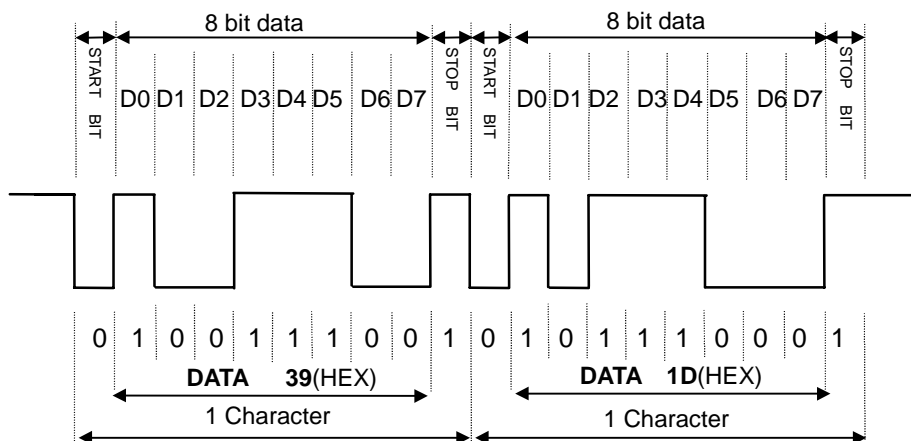 8 bit data 8 bit data
START BIT STOP BIT START BIT STOP BIT
D0 D1 D2 D3 D4 D5 D6 D7 D0 D1 D2 D3 D4 D5 D6 D7
0 1 0 0 1 1 1 0 0 1 0 1 0 1 1 1 0 0 0 1
DATA 39(HEX) DATA 1D(HEX)
1 Character 1 Character